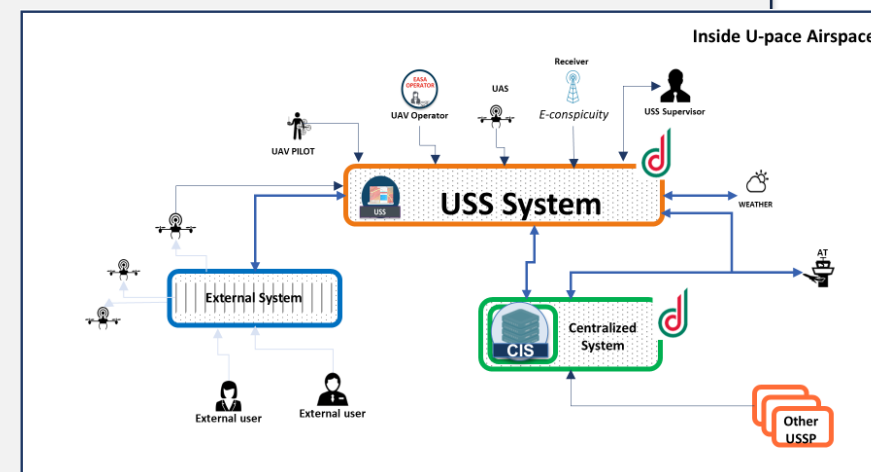 Inside U-pace Airspace
Receiver
EASA
OPERATOR
UAS
UAV Operator
E-conspicuity
USS Supervisor
UAV PILOT
USS
USS System
WEATHER
AT
External System
CIS
Centralized
System
External user
External user
Other
USSP